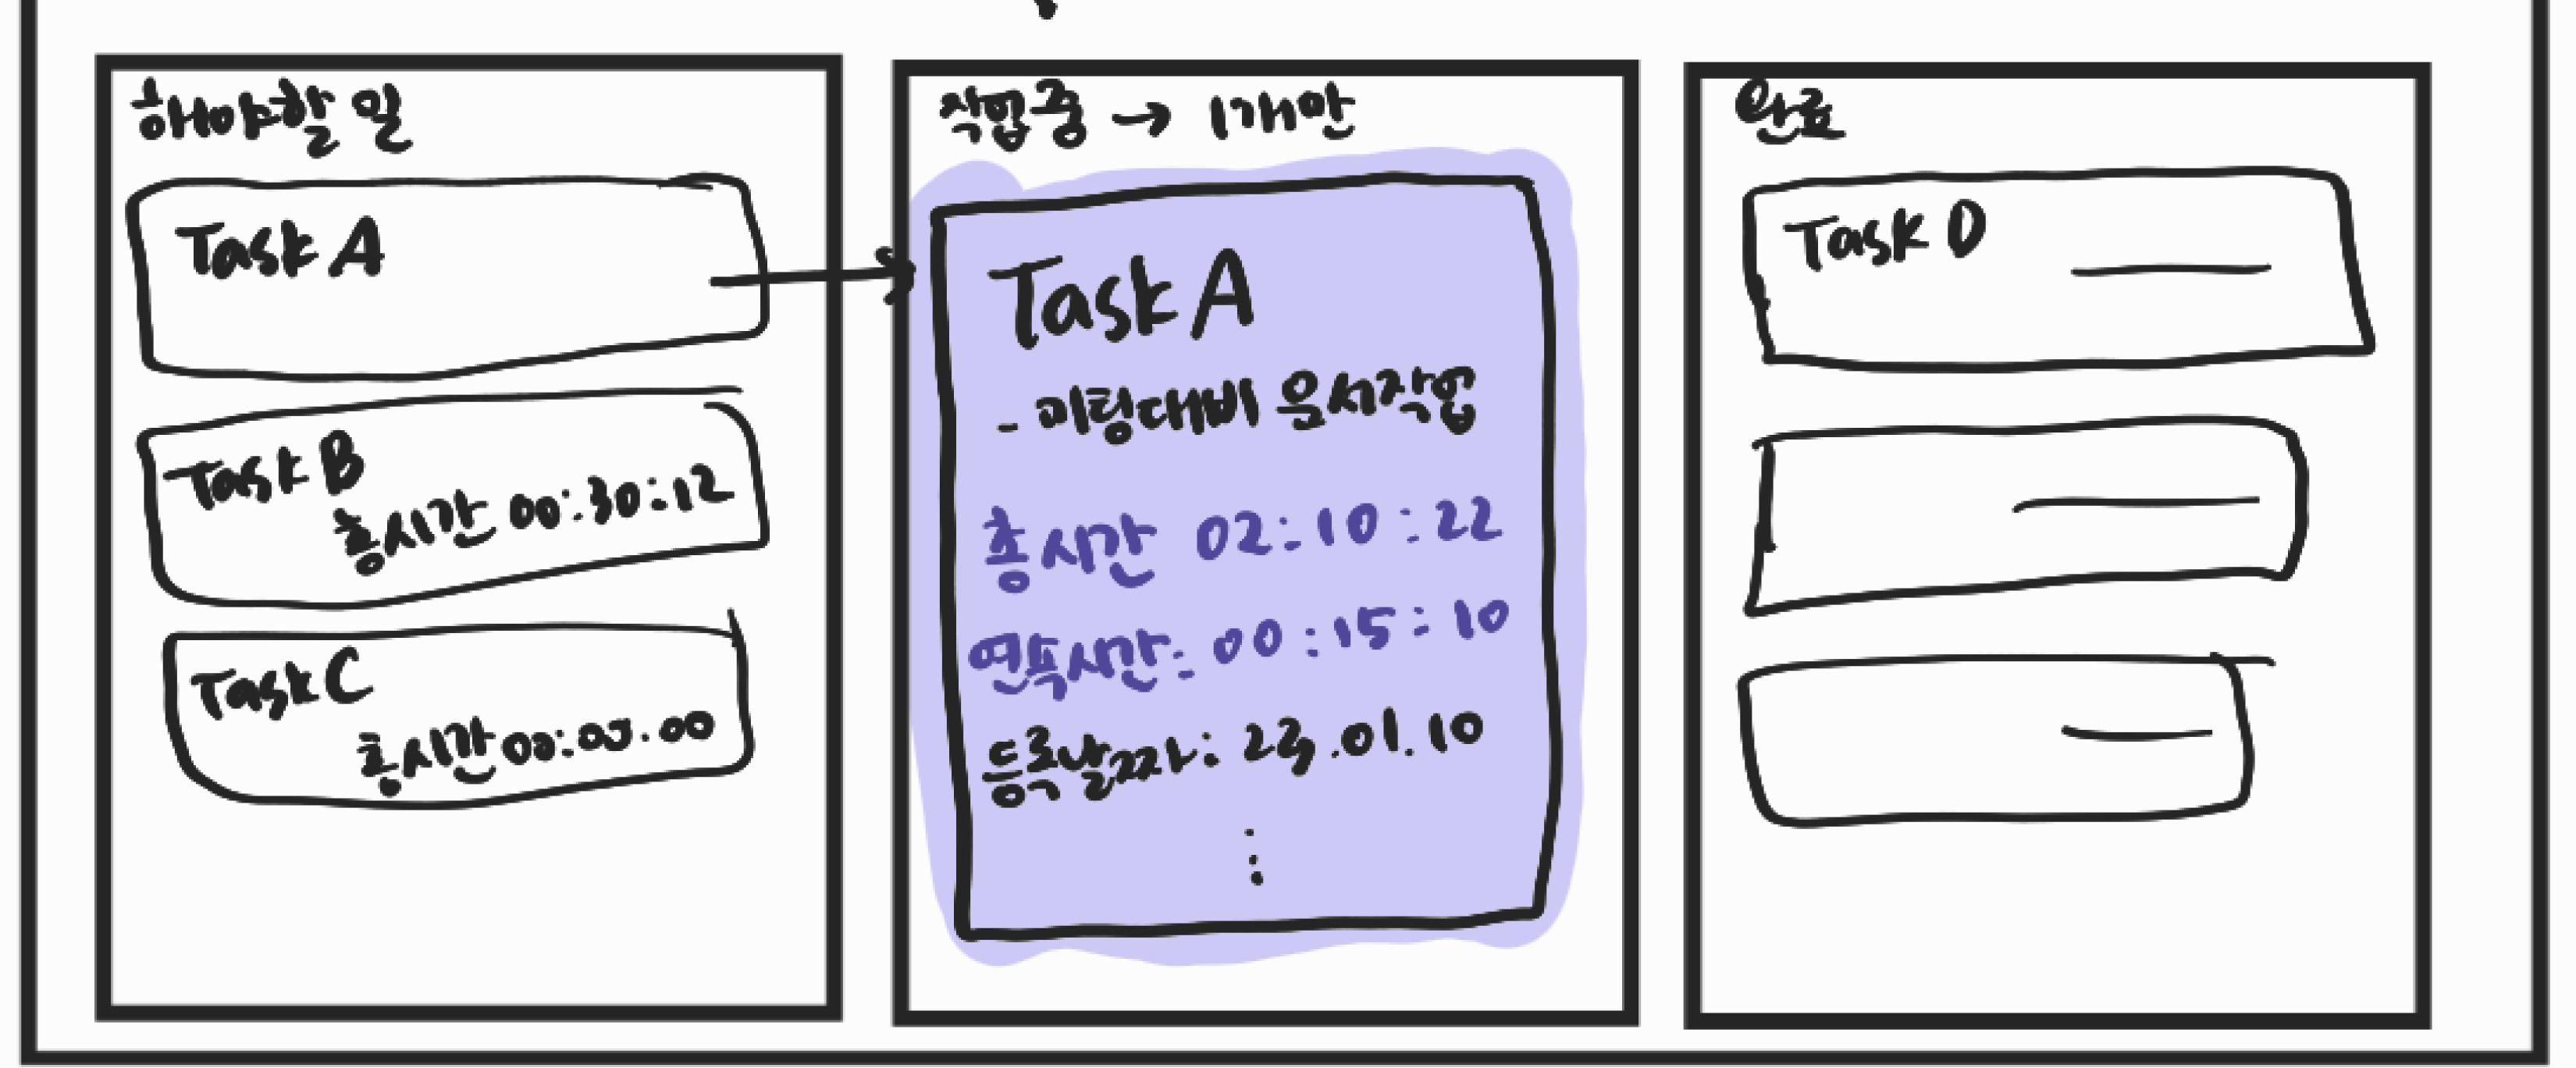 해야할 일
Task A
Task B
총시간 00:30:12
Task C
총시간 00:00.00
작업중 → 1개만
Task A
- 미팅대비 문서작업
총시간 02:10:22
연속시간: 00:15:10
등록날짜: 23.01.10
완료
Task D